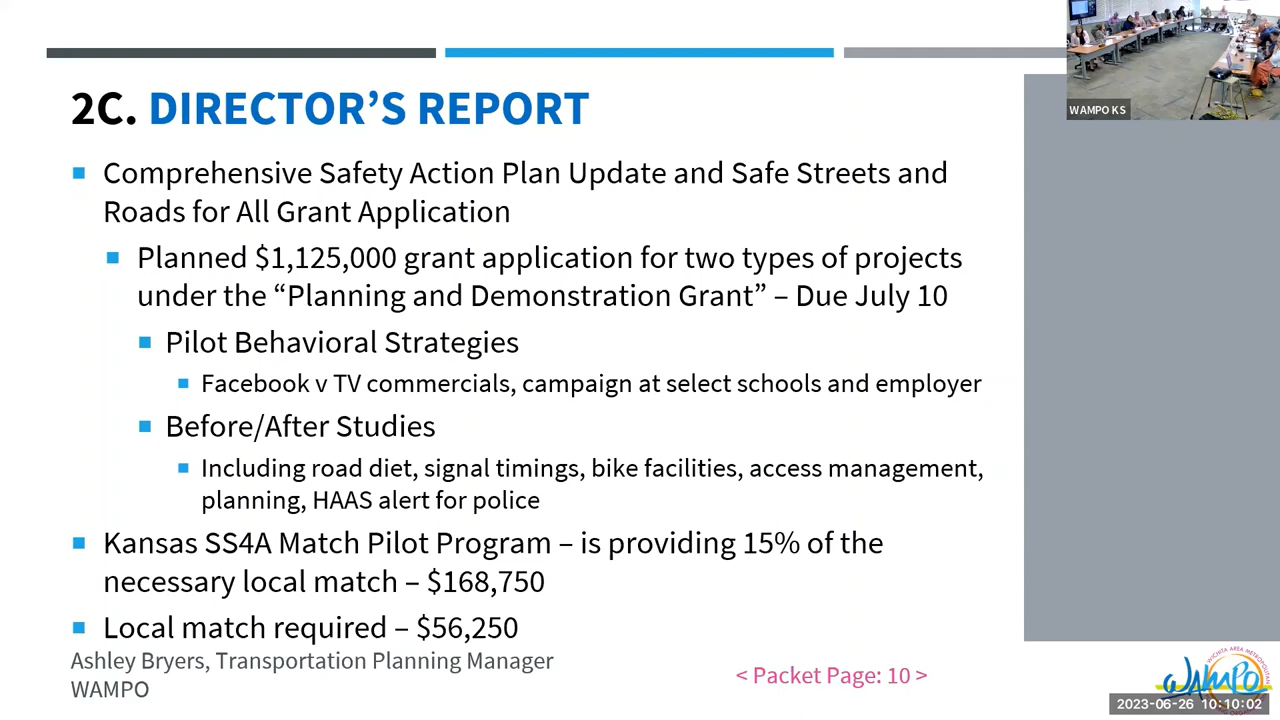 WAMPO KS
2C. DIRECTOR’S REPORT
Comprehensive Safety Action Plan Update and Safe Streets and
Roads for All Grant Application
Planned $1,125,000 grant application for two types of projects
under the “Planning and Demonstration Grant” – Due July 10
Pilot Behavioral Strategies
Facebook v TV commercials, campaign at select schools and employer
Before/After Studies
Including road diet, signal timings, bike facilities, access management,
planning, HAAS alert for police
Kansas SS4A Match Pilot Program – is providing 15% of the
necessary local match – $168,750
Local match required – $56,250
Ashley Bryers, Transportation Planning Manager
WAMPO
< Packet Page: 10 >
WICHITA AREA METROPOLITAN
WAMPO
2023-06-26 10:10:02